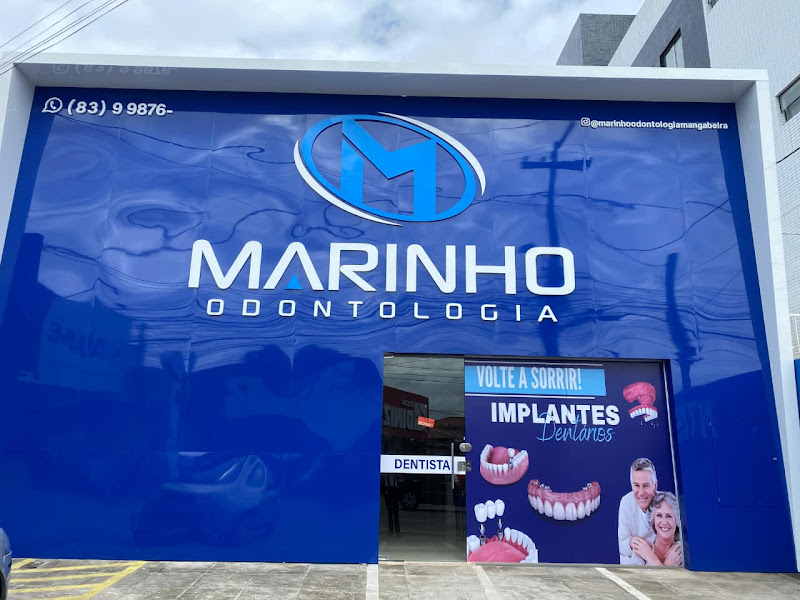 (83) 9 9876-
@marinhoodontologiamangabeira
M
MARINHO
ODONTOLOGIA
VOLTE A SORRIR!
IMPLANTES
Dentários
DENTISTA